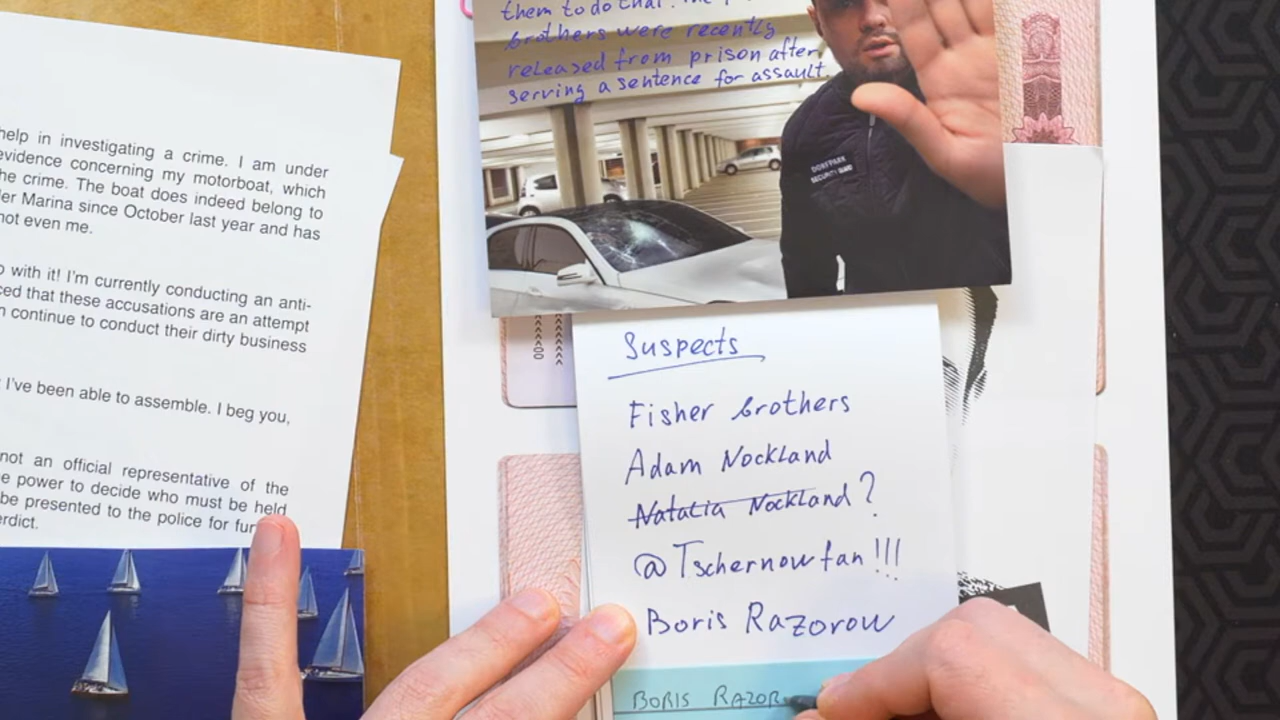 help in investigating a crime. I am under
evidence concerning my motorboat, which
he crime. The boat does indeed belong to
er Marina since October last year and has
not even me.
with it! I'm currently conducting an anti-
ced that these accusations are an attempt
n continue to conduct their dirty business
I've been able to assemble. I beg you,
not an official representative of the
e power to decide who must be held
be presented to the police for fur
erdict.
them to do that.
brothers were recently
released from prison after
serving a sentence for assault.
SECURITY GUARD
Suspects
Fisher brothers
Adam Nockland
Natalia Nockland?
@Tschernowfan!!!
Boris Razorow
BORIS RAZOR